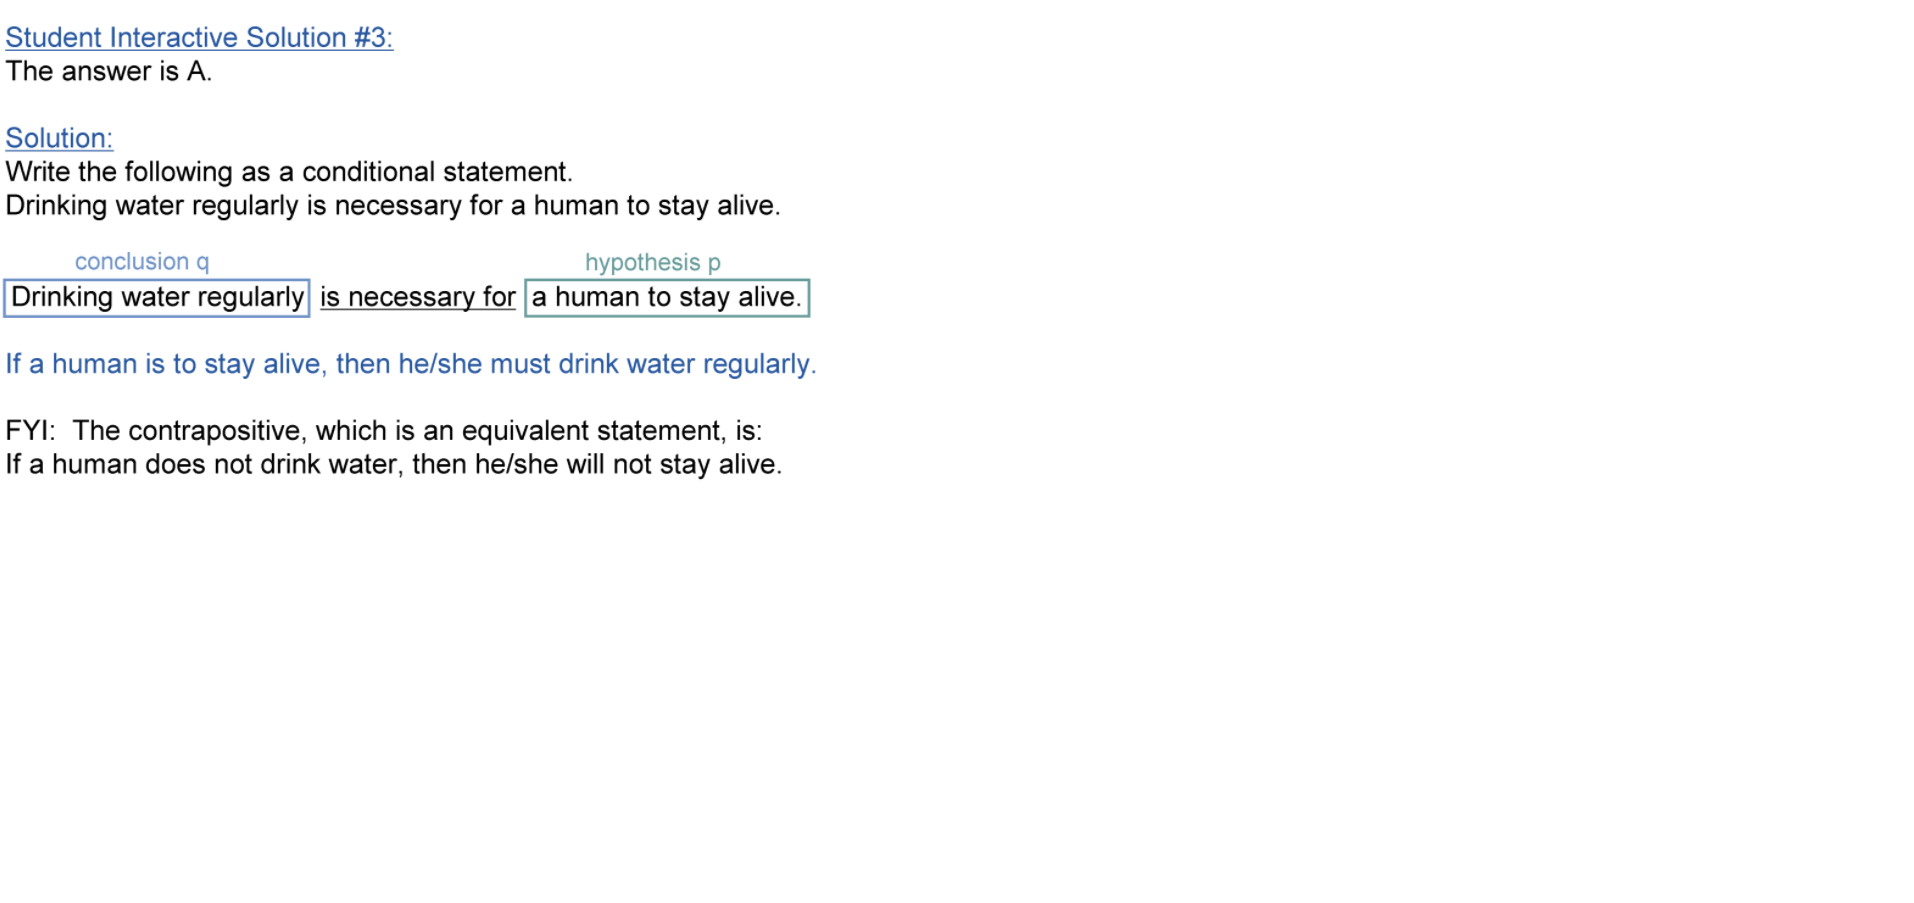 Student Interactive Solution #3:
The answer is A.
Solution:
Write the following as a conditional statement.
Drinking water regularly is necessary for a human to stay alive.
conclusion q hypothesis p
Drinking water regularly is necessary for a human to stay alive.
If a human is to stay alive, then he/she must drink water regularly.
FYI:  The contrapositive, which is an equivalent statement, is:
If a human does not drink water, then he/she will not stay alive.